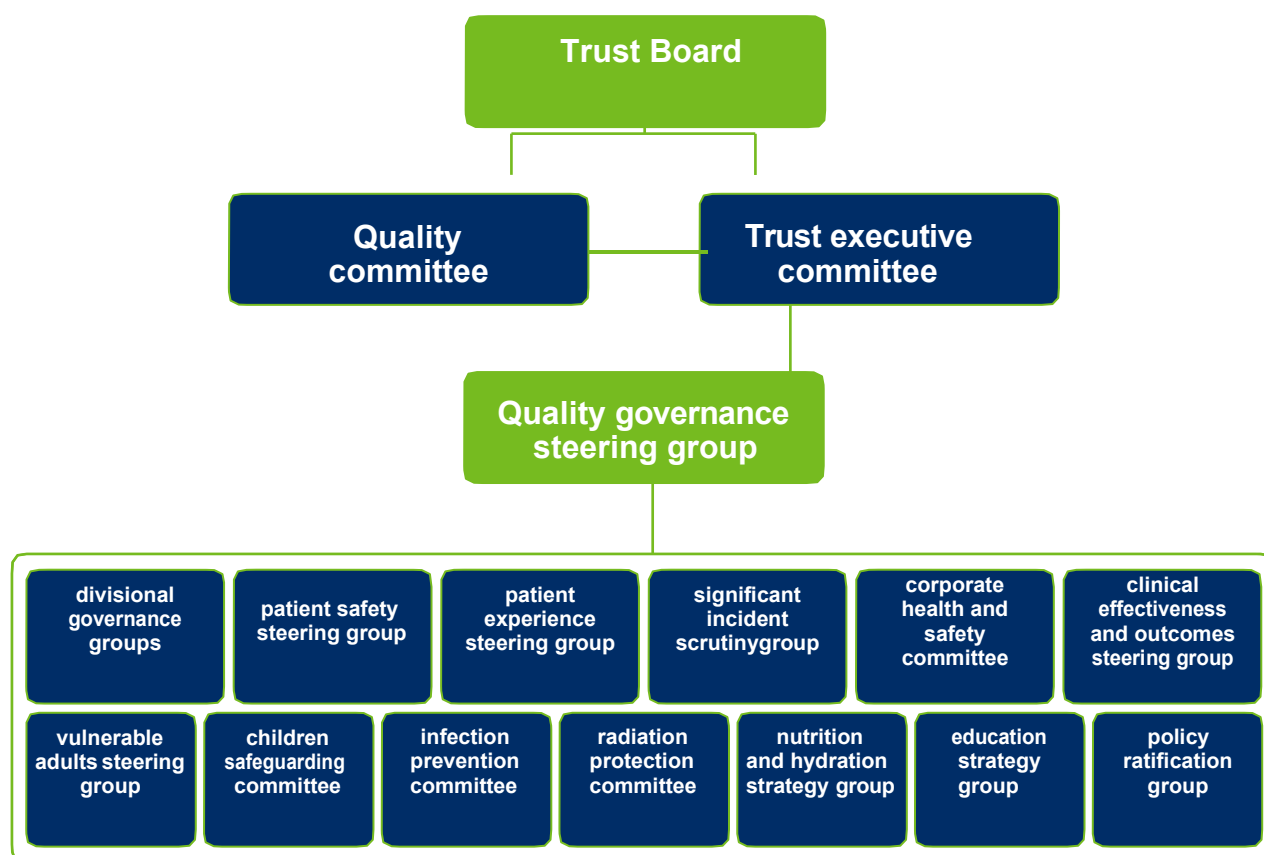 Trust Board
Quality
committee
Trust executive
committee
Quality governance
steering group
divisional
governance
groups
patient safety
steering group
patient
experience
steering group
significant
incident
scrutinygroup
corporate
health and
safety
committee
clinical
effectiveness
and outcomes
steering group
vulnerable
adults steering
group
children
safeguarding
committee
infection
prevention
committee
radiation
protection
committee
nutrition
and hydration
strategy group
education
strategy
group
policy
ratification
group